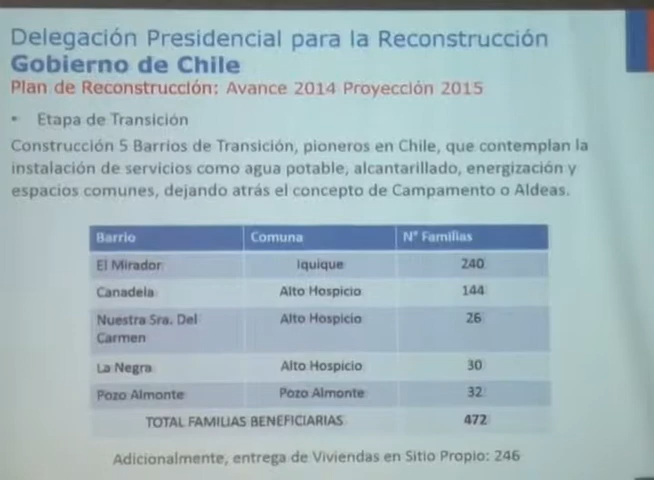 Delegación Presidencial para la Reconstrucción
Gobierno de Chile
Plan de Reconstrucción: Avance 2014 Proyección 2015
• Etapa de Transición
Construcción 5 Barrios de Transición, pioneros en Chile, que contemplan la
instalación de servicios como agua potable, alcantarillado, energización y
espacios comunes, dejando atrás el concepto de Campamento o Aldeas.
Barrio Comuna N° Familias
El Mirador Iquique 240
Canadela Alto Hospicio 144
Nuestra Sra. Del Alto Hospicio 26
Carmen
La Negra Alto Hospicio 30
Pozo Almonte Pozo Almonte 32
TOTAL FAMILIAS BENEFICIARIAS 472
Adicionalmente, entrega de Viviendas en Sitio Propio: 246